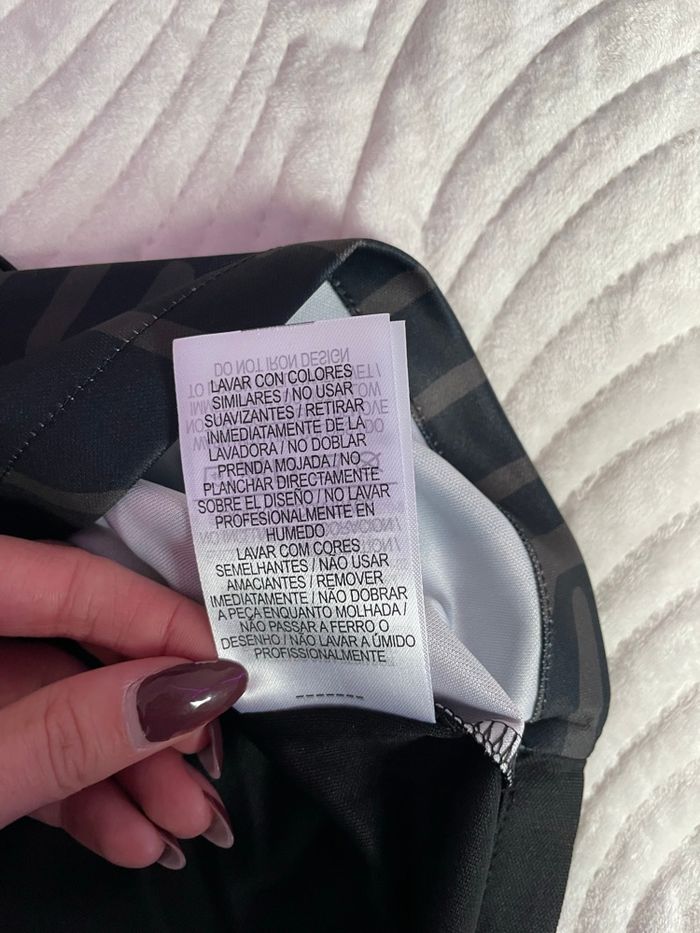 LAVAR CON COLORES
SIMILARES / NO USAR
SUAVIZANTES / RETIRAR
INMEDIATAMENTE DE LA
LAVADORA / NO DOBLAR
PRENDA MOJADA / NO
PLANCHAR DIRECTAMENTE
SOBRE EL DISEÑO / NO LAVAR
PROFESIONALMENTE EN
HUMEDO
LAVAR COM CORES
SEMELHANTES / NÃO USAR
AMACIANTES / REMOVER
IMEDIATAMENTE / NÃO DOBRAR
A PEÇA ENQUANTO MOLHADA /
NÃO PASSAR A FERRO O
DESENHO / NÃO LAVAR A ÚMIDO
PROFISSIONALMENTE
DO NOT IRON DESIGN